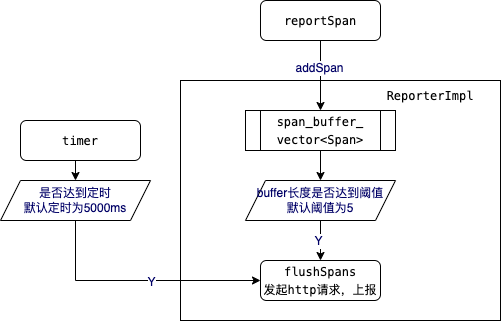 reportSpan
addSpan
ReporterImpl
span_buffer_
vector<Span>
timer
是否达到定时
默认定时为5000ms
buffer长度是否达到阈值
默认阈值为5
Y
flushSpans
发起http请求，上报
Y